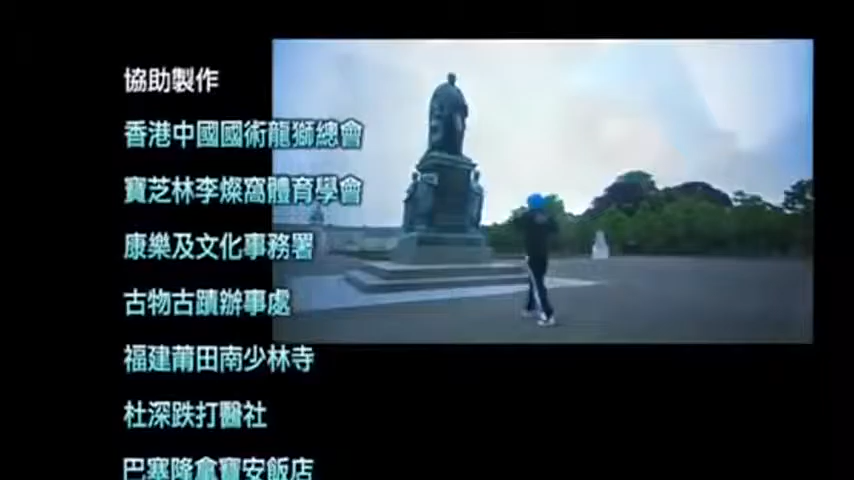 協助製作
香港中國國術龍獅總會
寶芝林李燦窩體育學會
康樂及文化事務署
古物古蹟辦事處
福建莆田南少林寺
杜深跌打醫社
巴塞隆拿寶安飯店